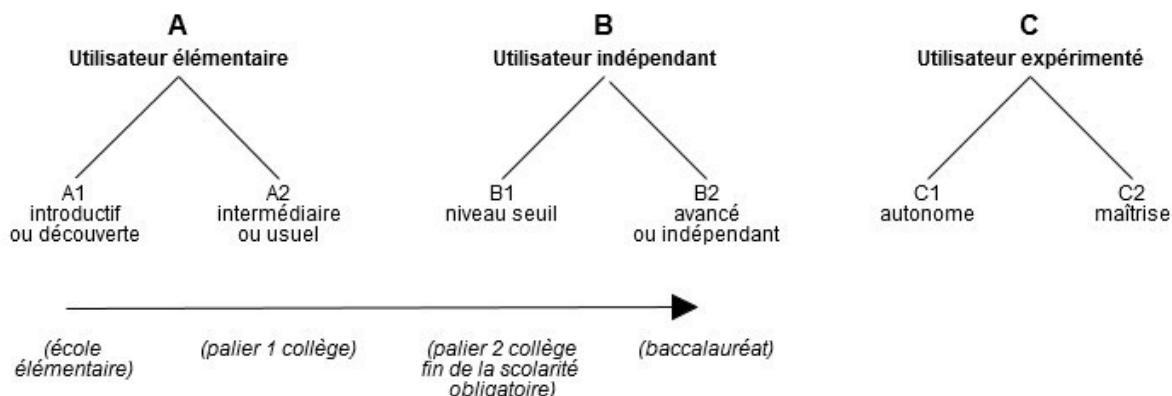 A
Utilisateur élémentaire
B
Utilisateur indépendant
C
Utilisateur expérimenté
A1
introductif
ou découverte
A2
intermédiaire
ou usuel
B1
niveau seuil
B2
avancé
ou indépendant
C1
autonome
C2
maîtrise
(école
élémentaire)
(palier 1 collège)
(palier 2 collège
fin de la scolarité
obligatoire)
(baccalauréat)